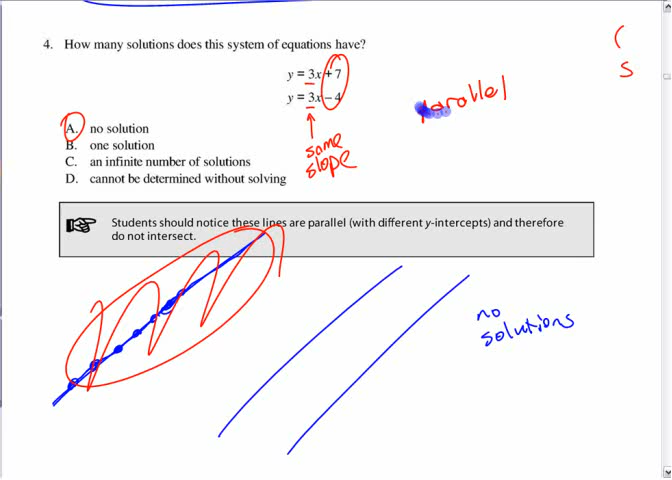 4. How many solutions does this system of equations have?
y = 3x + 7
y = 3x – 4
parallel
(
S
A. no solution
B. one solution
C. an infinite number of solutions
D. cannot be determined without solving
same
slope
Students should notice these lines are parallel (with different y-intercepts) and therefore
do not intersect.
no
solutions